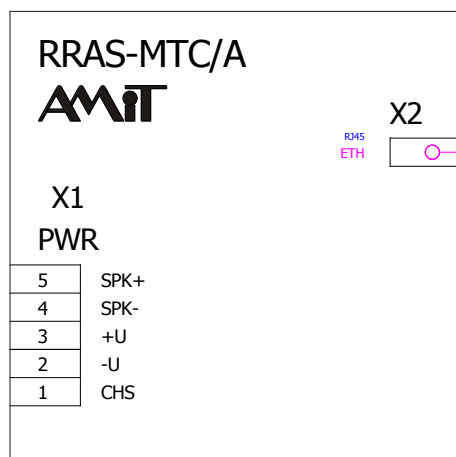 RRAS-MTC/A
AMiT
X2
RJ45
ETH
X1
PWR
5 SPK+
4 SPK-
3 +U
2 -U
1 CHS